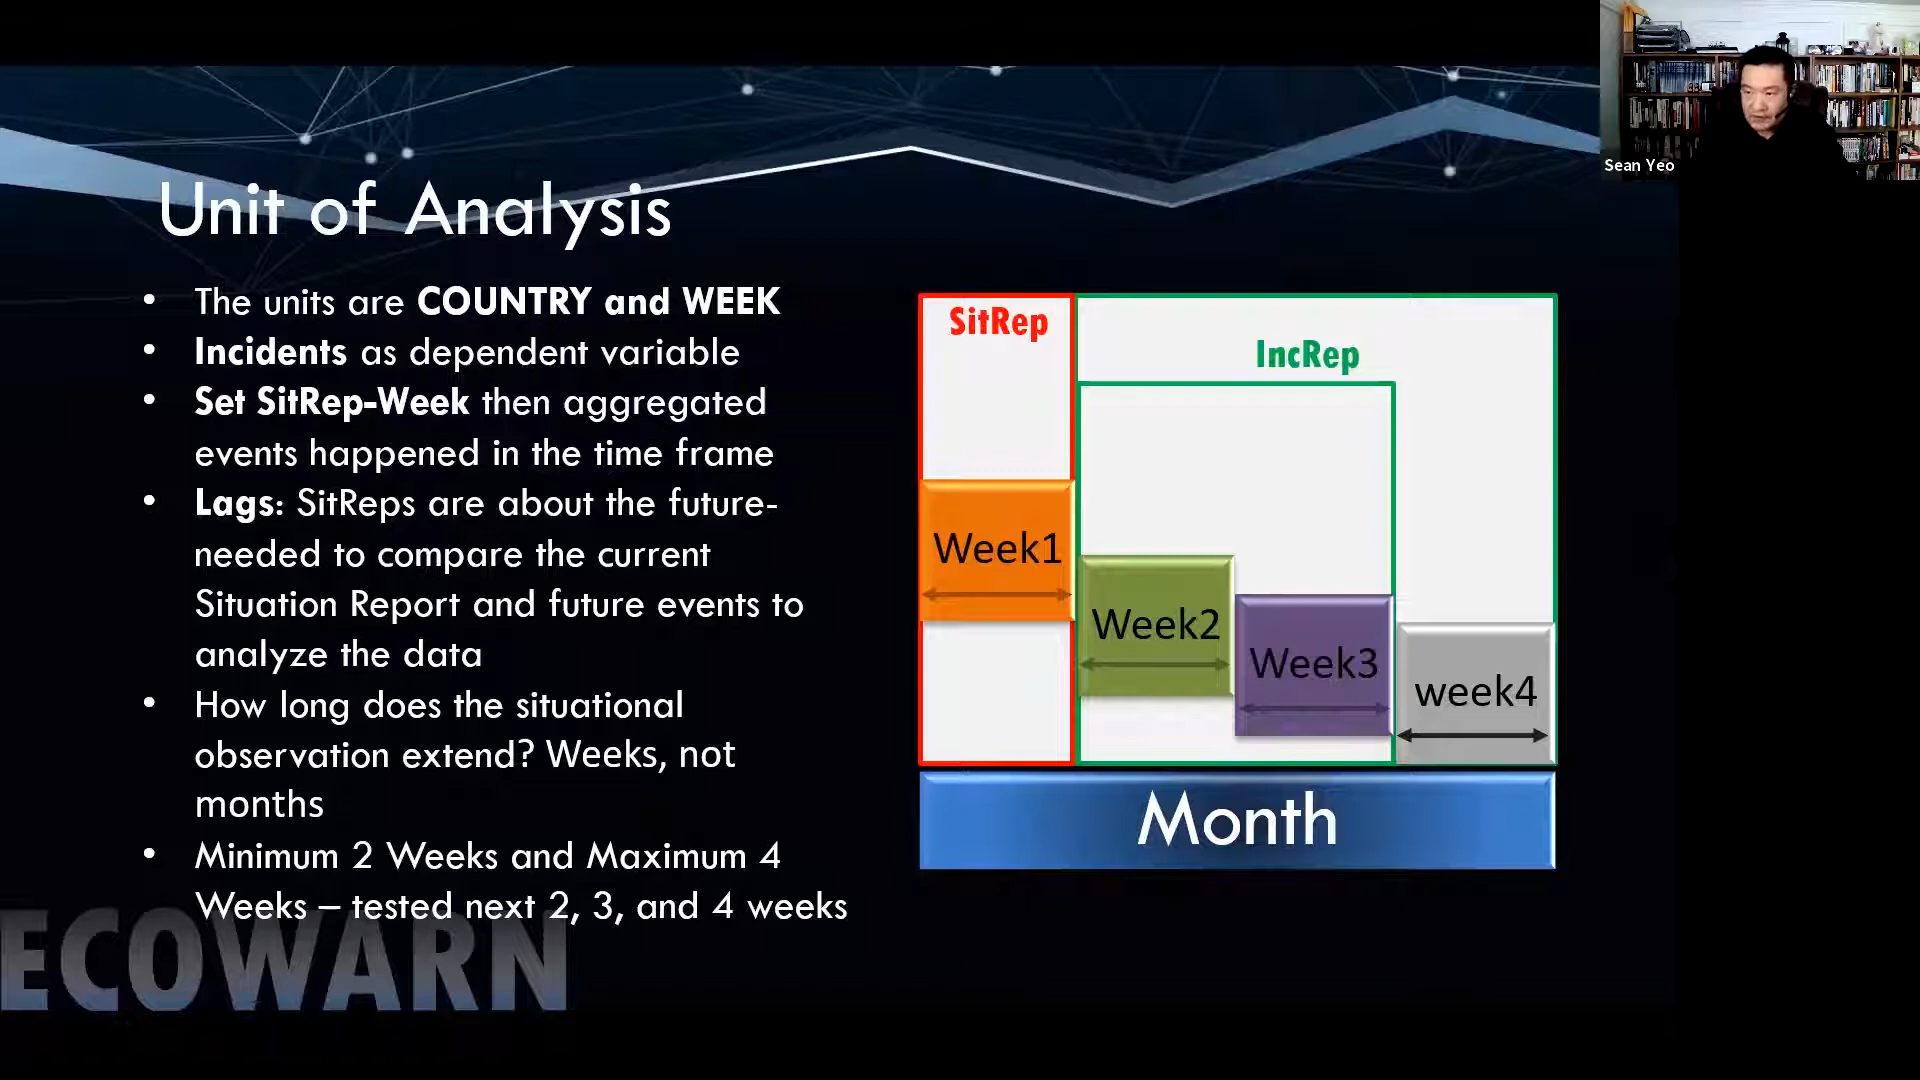 Sean Yeo
Unit of Analysis
• The units are COUNTRY and WEEK
• Incidents as dependent variable
• Set SitRep-Week then aggregated
events happened in the time frame
• Lags: SitReps are about the future-
needed to compare the current
Situation Report and future events to
analyze the data
• How long does the situational
observation extend? Weeks, not
months
• Minimum 2 Weeks and Maximum 4
Weeks – tested next 2, 3, and 4 weeks
SitRep
IncRep
Week1
Week2
Week3
week4
Month
ECOWARN